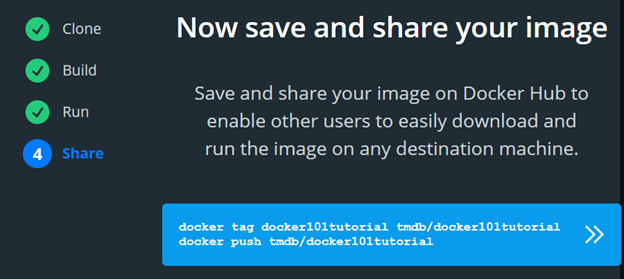 Clone
Build
Run
4 Share
Now save and share your image
Save and share your image on Docker Hub to
enable other users to easily download and
run the image on any destination machine.
docker tag docker101tutorial tmdb/docker101tutorial
docker push tmdb/docker101tutorial